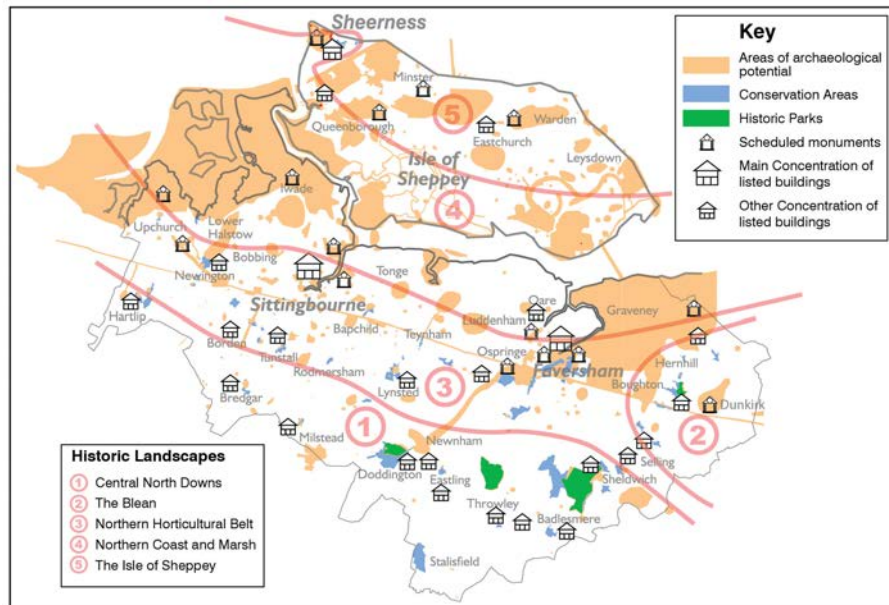 Sheerness
Key
Areas of archaeological
potential
Conservation Areas
Historic Parks
Scheduled monuments
Main Concentration of
listed buildings
Other Concentration of
listed buildings
Minster
5
Queenborough
Warden
Eastchurch
Isle of
Sheppey
Leysdown
4
Iwade
Upchurch
Lower
Halstow
Bobbing
Newington
Sittingbourne
Tonge
Hartlip
Oare
Graveney
Luddenham
Bapchild
Teynham
Borden
Tunstall
Ospringe
Faversham
Hernhill
Boughton
Rodmersham
Lynsted
3
Bredgar
Dunkirk
2
1
Milstead
Newnham
Selling
Doddington
Eastling
Sheldwich
Throwley
Badlesmere
Stalisfield
Historic Landscapes
1 Central North Downs
2 The Blean
3 Northern Horticultural Belt
4 Northern Coast and Marsh
5 The Isle of Sheppey